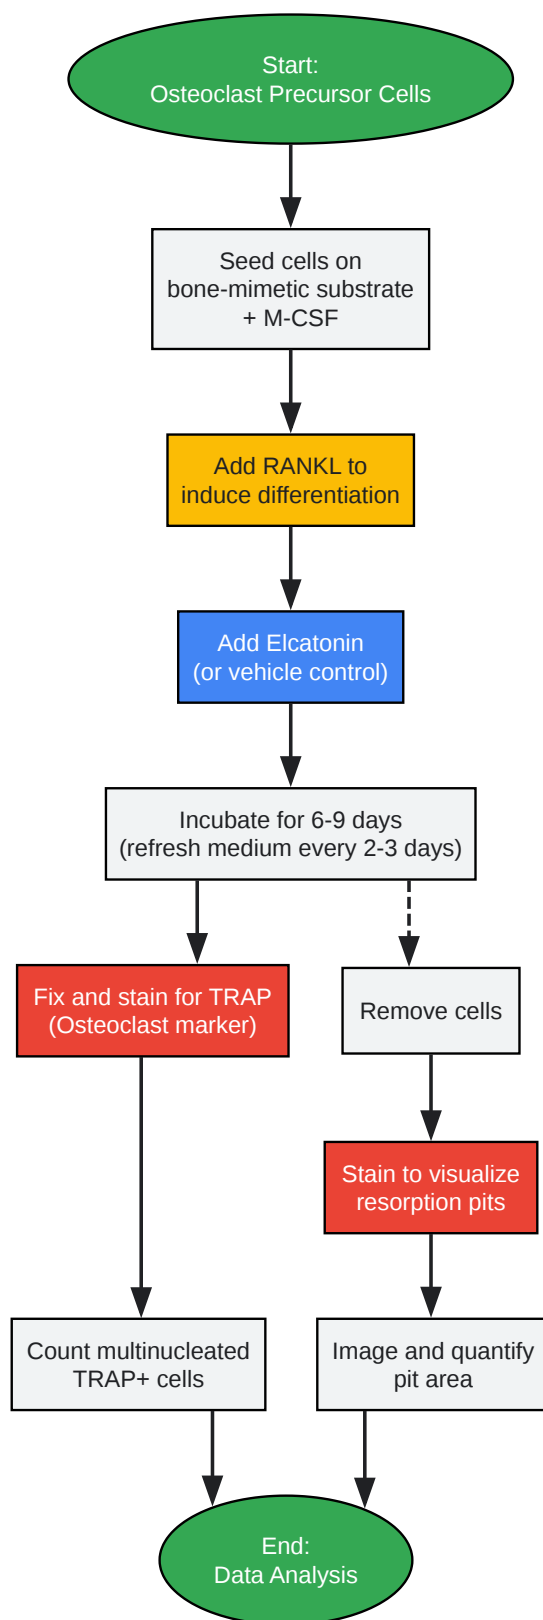 Start:
Osteoclast Precursor Cells
Seed cells on
bone-mimetic substrate
+ M-CSF
Add RANKL to
induce differentiation
Add Elcatonin
(or vehicle control)
Incubate for 6-9 days
(refresh medium every 2-3 days)
Fix and stain for TRAP
(Osteoclast marker)
Remove cells
Stain to visualize
resorption pits
Count multinucleated
TRAP+ cells
Image and quantify
pit area
End:
Data Analysis